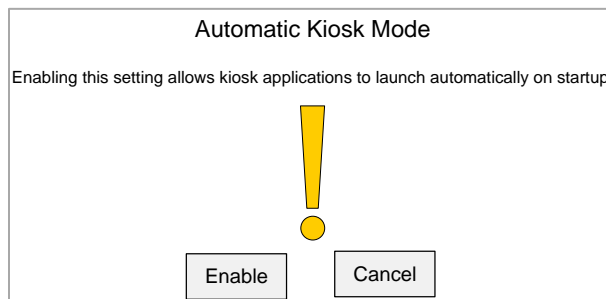 Automatic Kiosk Mode
Enabling this setting allows kiosk applications to launch automatically on startup
Enable
Cancel